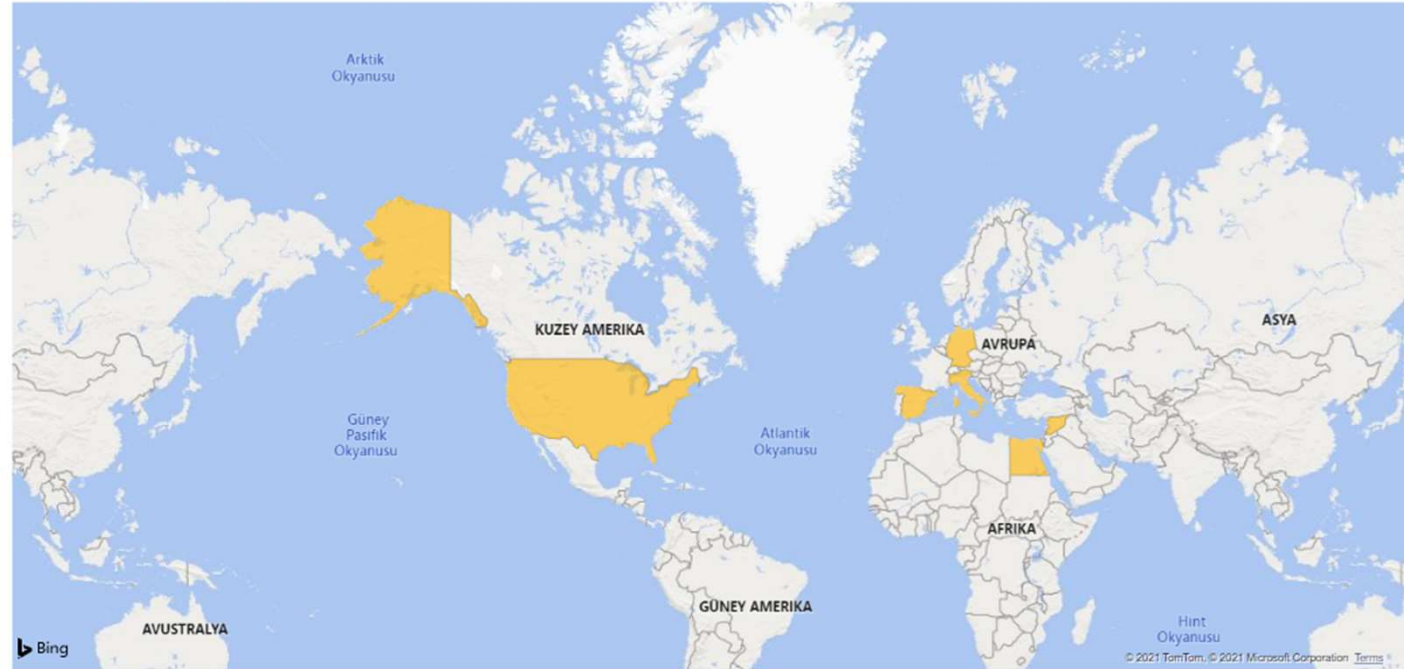 Arktik
Okyanusu
KUZEY AMERIKA
ASYA
AVRUPA
Güney
Pasifik
Okyanusu
Atlantik
Okyanusu
AFRIKA
GÜNEY AMERIKA
AVUSTRALYA
Hint
Okyanusu
Bing
© 2021 TomTom, © 2021 Microsoft Corporation Terms